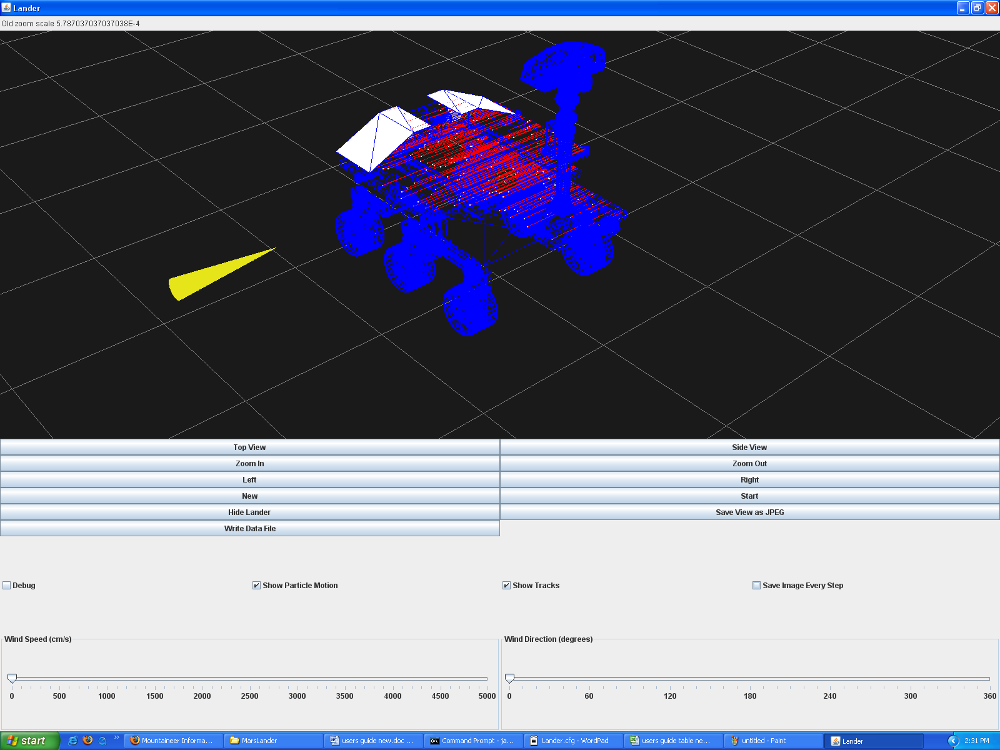 Lander
Old zoom scale 5.787037037037038E-4
Top View
Side View
Zoom In
Zoom Out
Left
Right
New
Start
Hide Lander
Save View as JPEG
Write Data File
Debug
Show Particle Motion
Show Tracks
Save Image Every Step
Wind Speed (cm/s)
Wind Direction (degrees)
0 500 1000 1500 2000 2500 3000 3500 4000 4500 5000
0 60 120 180 240 300 360
start
Mountaineer Informa...
MarsLander
users guide new.doc ...
Command Prompt - ja...
Lander.cfg - WordPad
users guide table ne...
untitled - Paint
Lander
2:31 PM